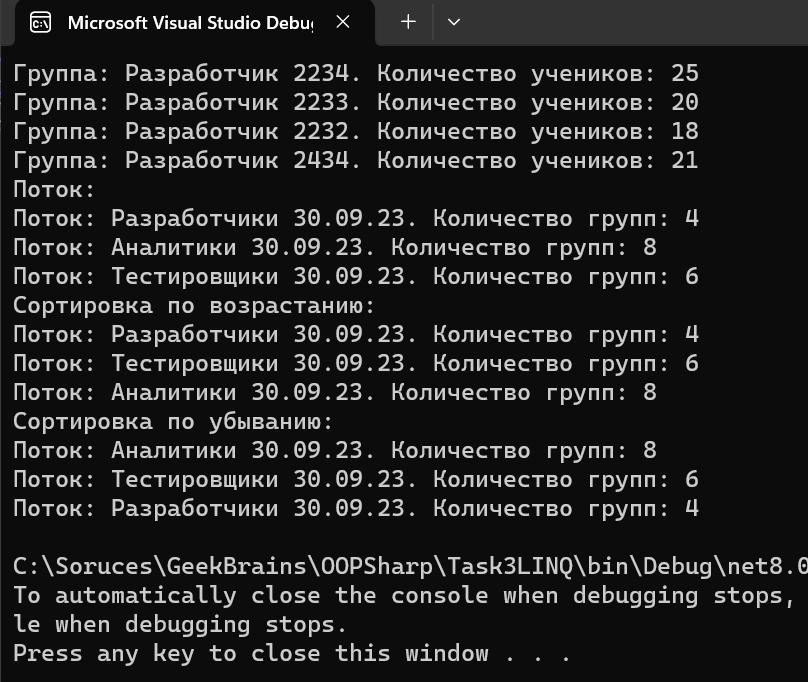 Microsoft Visual Studio Debu
Группа: Разработчик 2234. Количество учеников: 25
Группа: Разработчик 2233. Количество учеников: 20
Группа: Разработчик 2232. Количество учеников: 18
Группа: Разработчик 2434. Количество учеников: 21
Поток:
Поток: Разработчики 30.09.23. Количество групп: 4
Поток: Аналитики 30.09.23. Количество групп: 8
Поток: Тестировщики 30.09.23. Количество групп: 6
Сортировка по возрастанию:
Поток: Разработчики 30.09.23. Количество групп: 4
Поток: Тестировщики 30.09.23. Количество групп: 6
Поток: Аналитики 30.09.23. Количество групп: 8
Сортировка по убыванию:
Поток: Аналитики 30.09.23. Количество групп: 8
Поток: Тестировщики 30.09.23. Количество групп: 6
Поток: Разработчики 30.09.23. Количество групп: 4
C:\Soruces\GeekBrains\OOPSharp\Task3LINQ\bin\Debug\net8.0
To automatically close the console when debugging stops,
le when debugging stops.
Press any key to close this window . . .